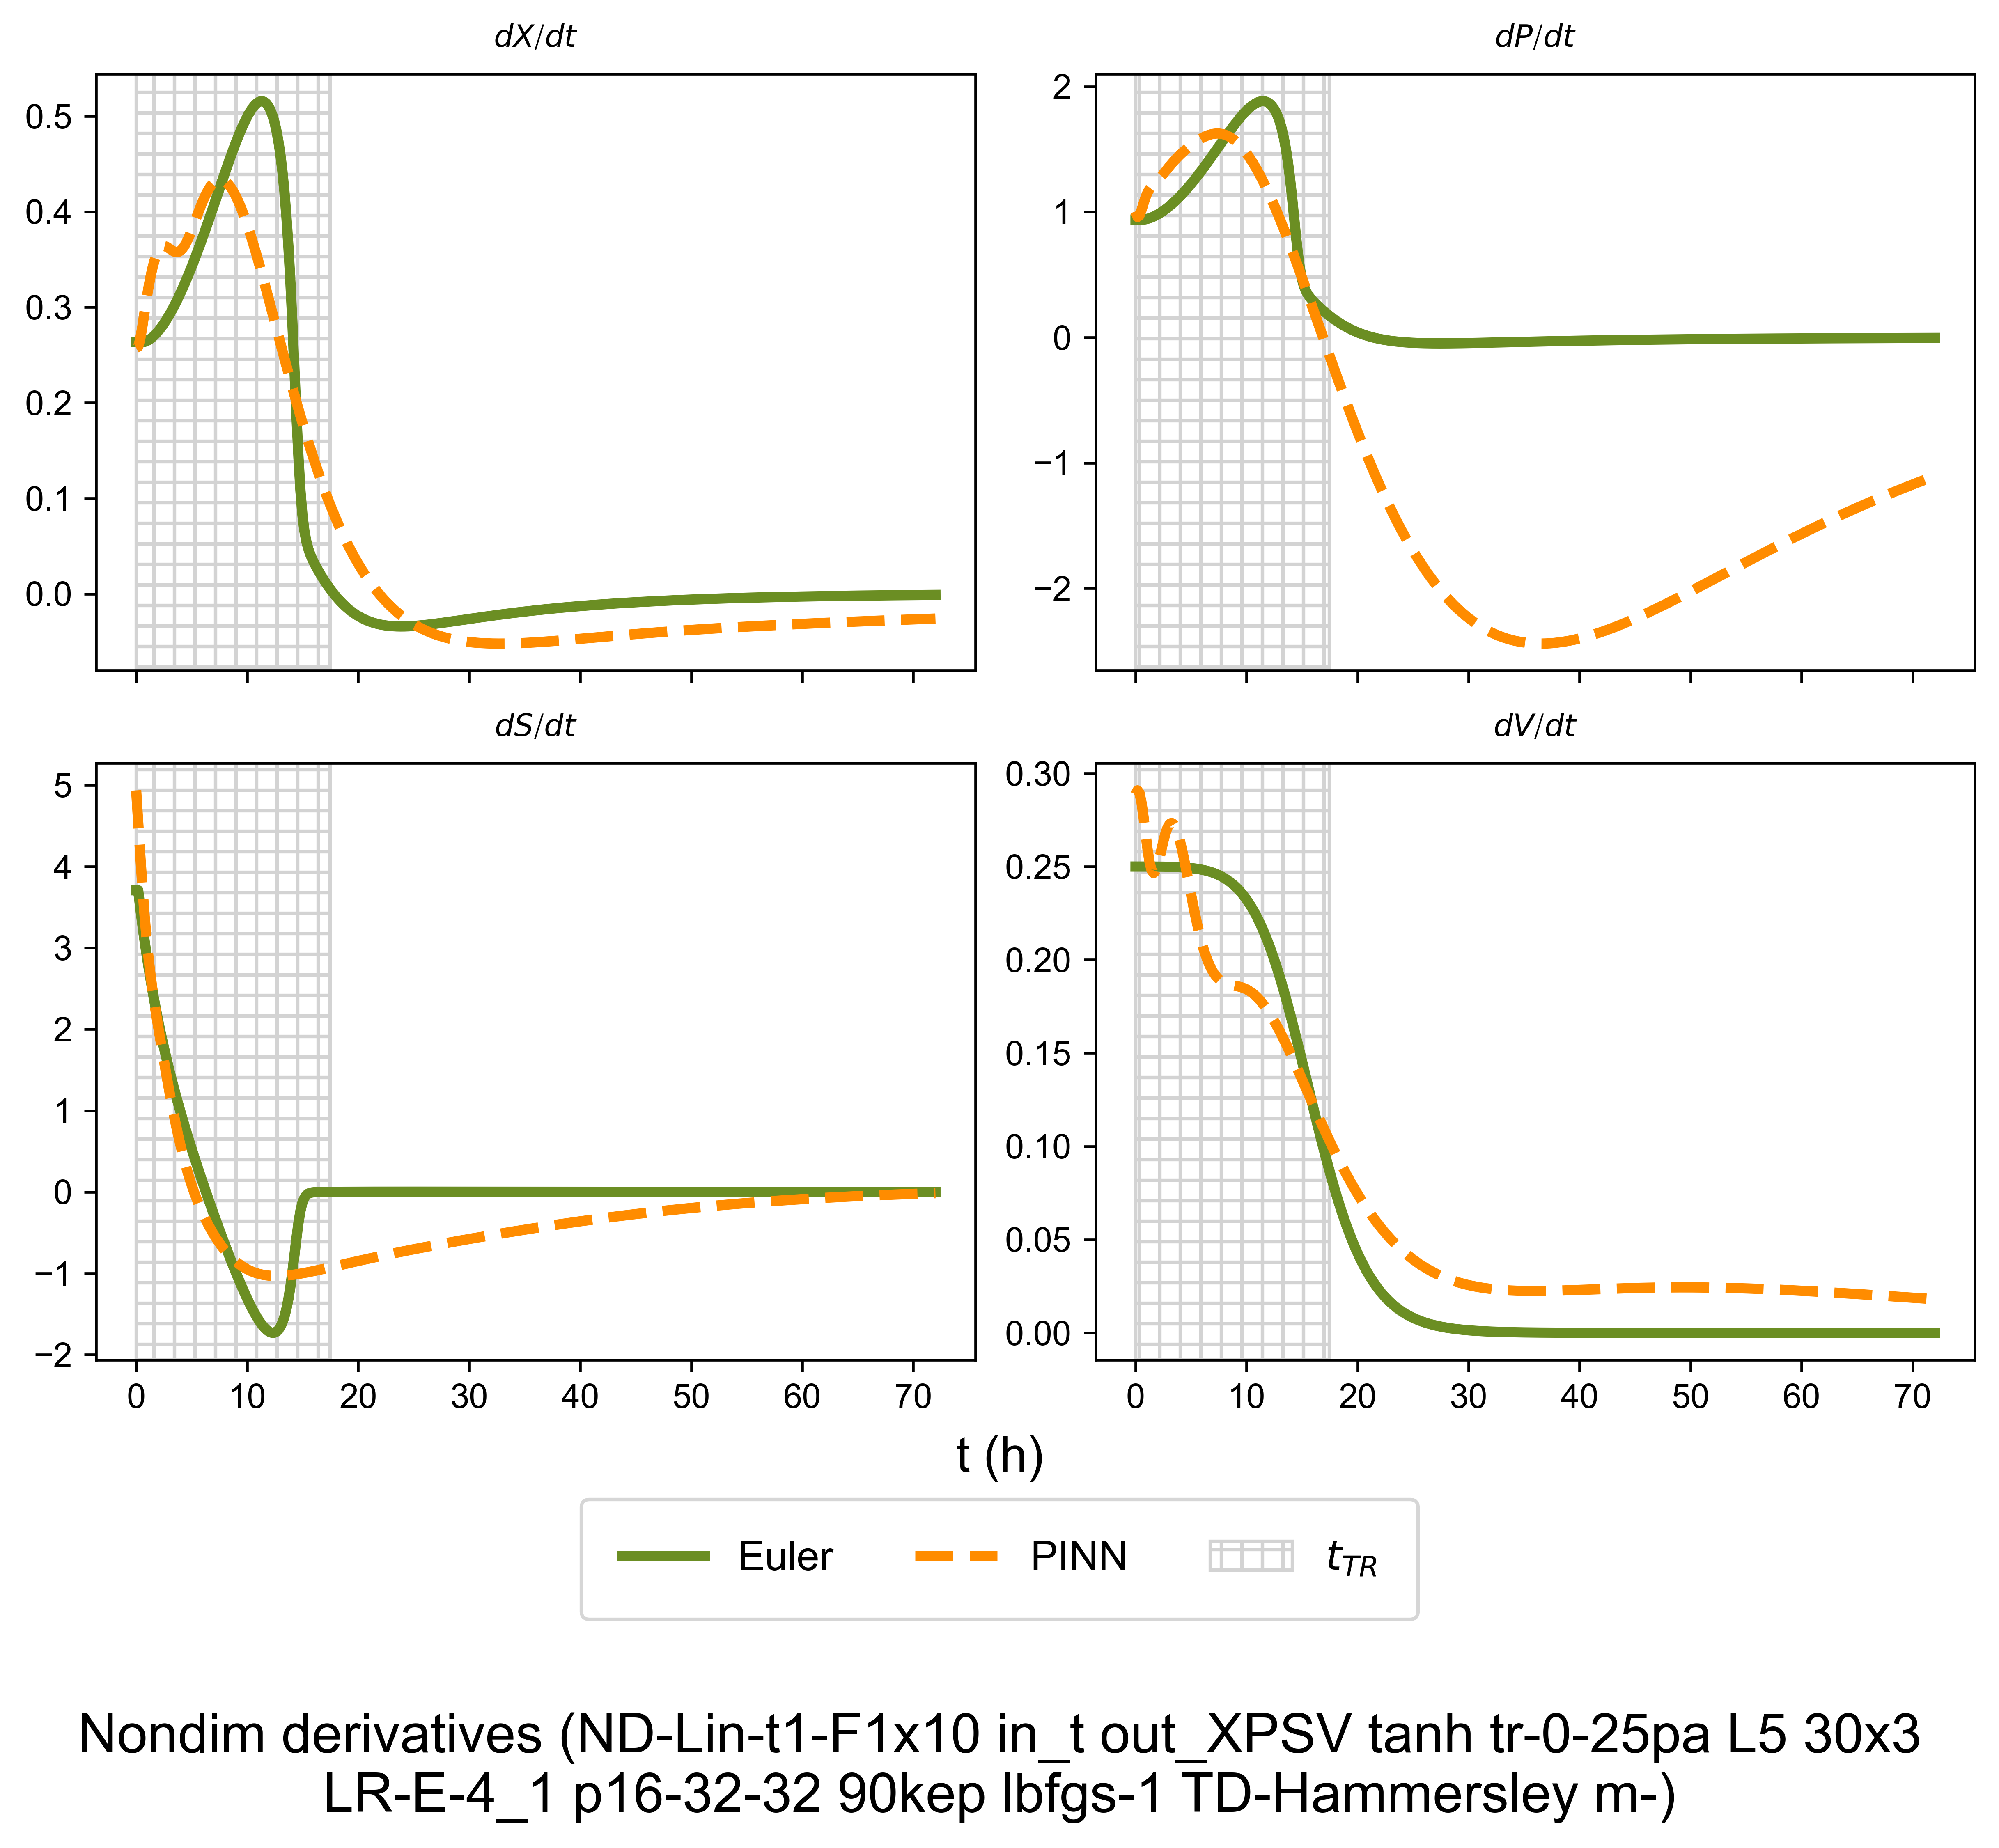 dX/dt
dP/dt
0.5
0.4
0.3
0.2
0.1
0.0
2
1
0
−1
−2
dS/dt
dV/dt
5
4
3
2
1
0
−1
−2
0.30
0.25
0.20
0.15
0.10
0.05
0.00
0 10 20 30 40 50 60 70
0 10 20 30 40 50 60 70
t (h)
Euler PINN t_TR
Nondim derivatives (ND-Lin-t1-F1x10 in_t out_XPSV tanh tr-0-25pa L5 30x3
LR-E-4_1 p16-32-32 90kep lbfgs-1 TD-Hammersley m-)